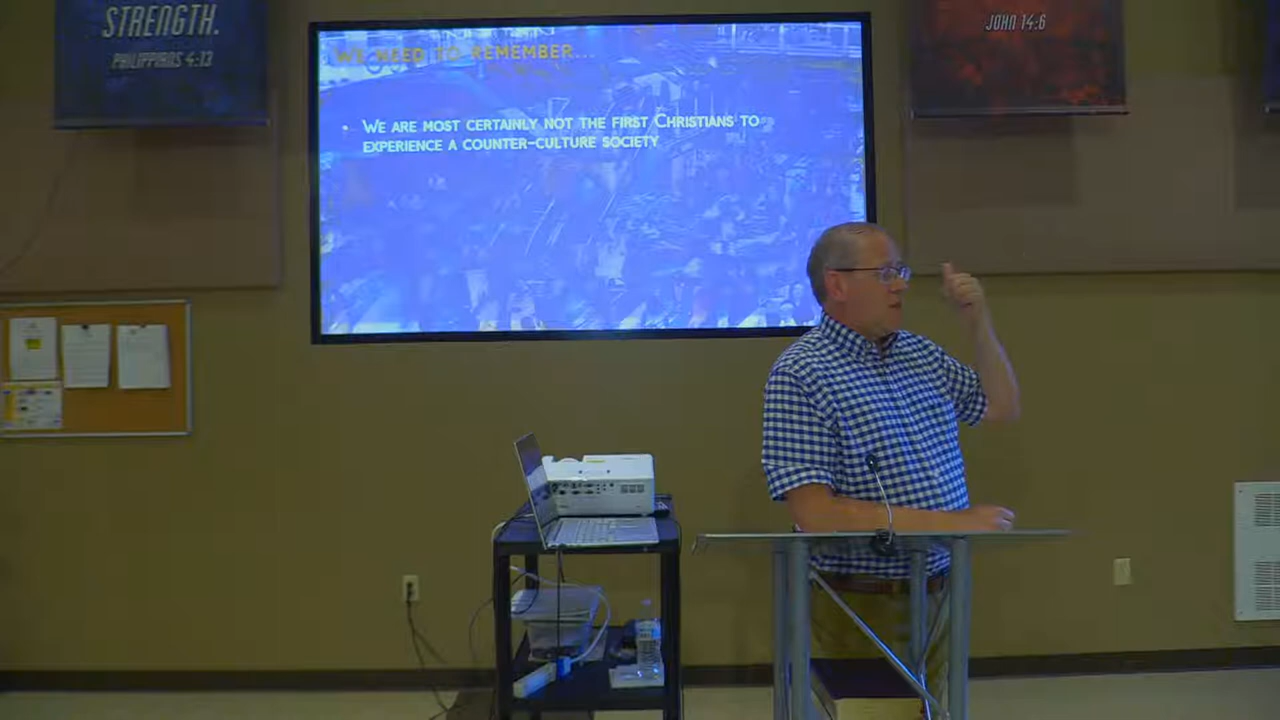 STRENGTH.
PHILIPPIANS 4:13
JOHN 14:6
WE NEED TO REMEMBER...
• WE ARE MOST CERTAINLY NOT THE FIRST CHRISTIANS TO
EXPERIENCE A COUNTER-CULTURE SOCIETY